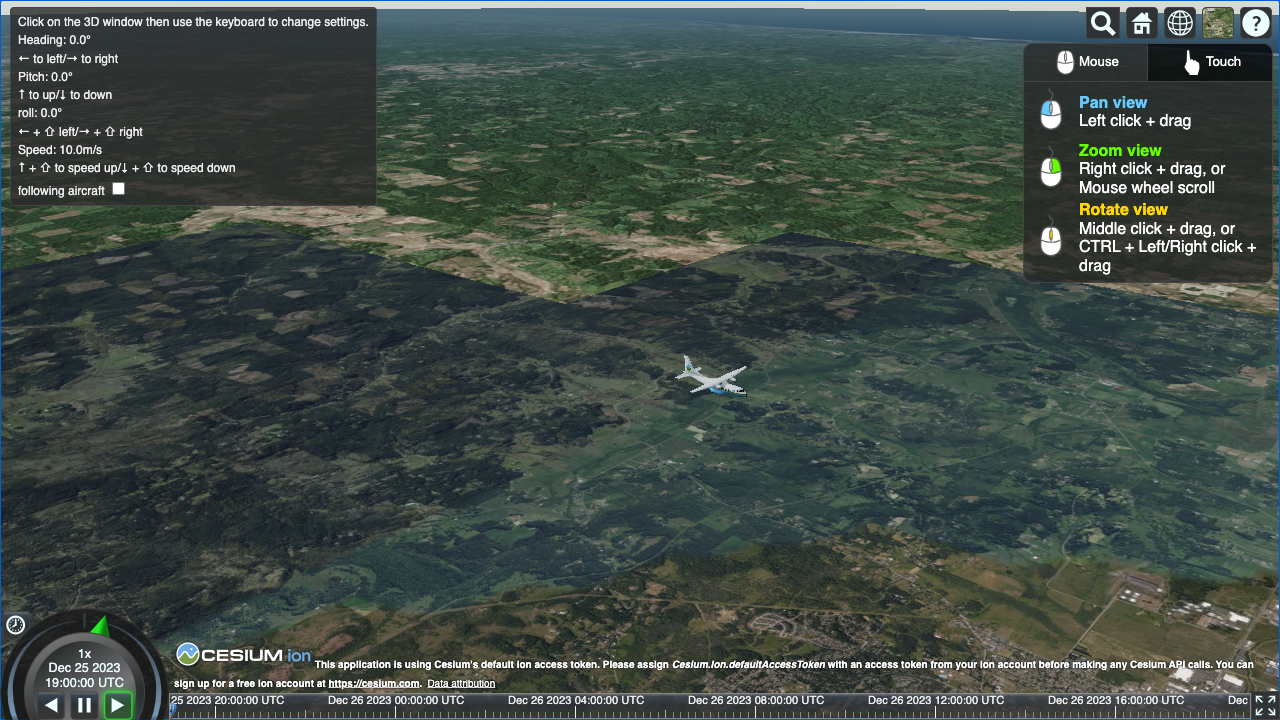 Click on the 3D window then use the keyboard to change settings.
Heading: 0.0°
← to left/→ to right
Pitch: 0.0°
↑ to up/↓ to down
roll: 0.0°
← + ⇧ left/→ + ⇧ right
Speed: 10.0m/s
↑ + ⇧ to speed up/↓ + ⇧ to speed down
following aircraft
?
Mouse
Touch
Pan view
Left click + drag
Zoom view
Right click + drag, or
Mouse wheel scroll
Rotate view
Middle click + drag, or
CTRL + Left/Right click +
drag
1x
Dec 25 2023
19:00:00 UTC
CESIUM ion This application is using Cesium's default ion access token. Please assign Cesium.Ion.defaultAccessToken with an access token from your ion account before making any Cesium API calls. You can
sign up for a free ion account at https://cesium.com. Data attribution
25 2023 20:00:00 UTC Dec 26 2023 00:00:00 UTC Dec 26 2023 04:00:00 UTC Dec 26 2023 08:00:00 UTC Dec 26 2023 12:00:00 UTC Dec 26 2023 16:00:00 UTC Dec